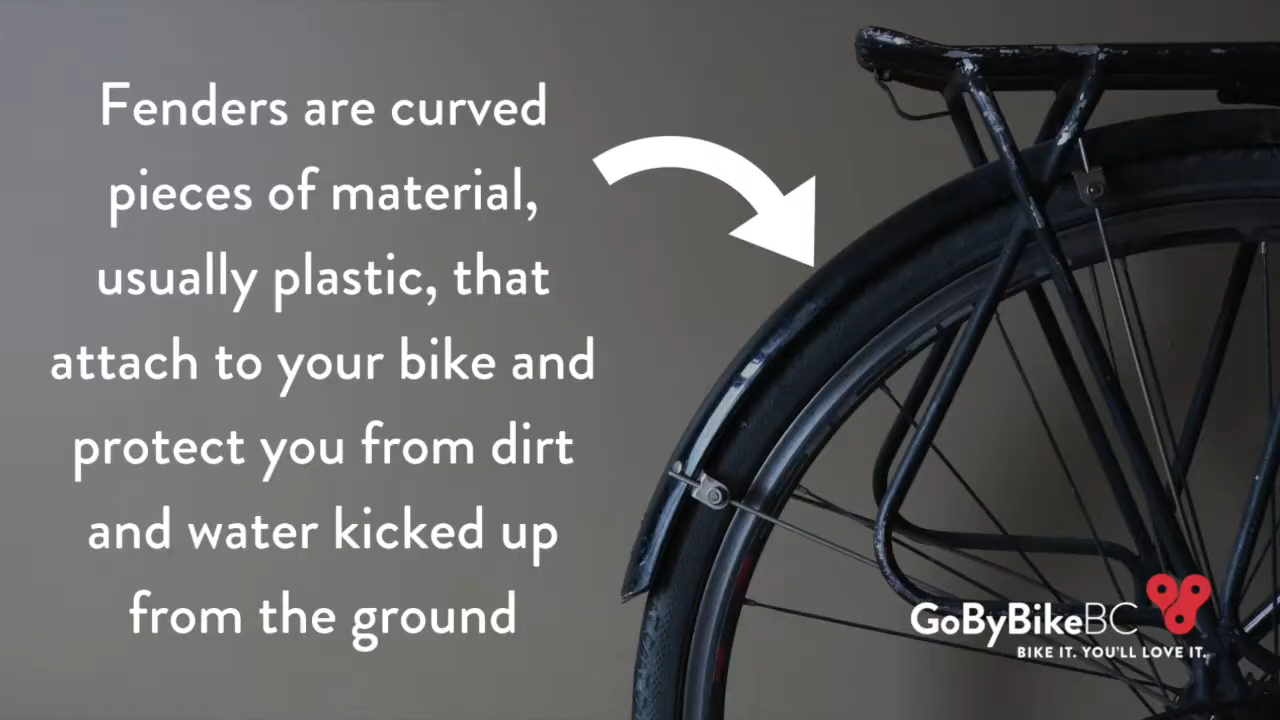 Fenders are curved
pieces of material,
usually plastic, that
attach to your bike and
protect you from dirt
and water kicked up
from the ground
GoByBikeBC
BIKE IT. YOU'LL LOVE IT.